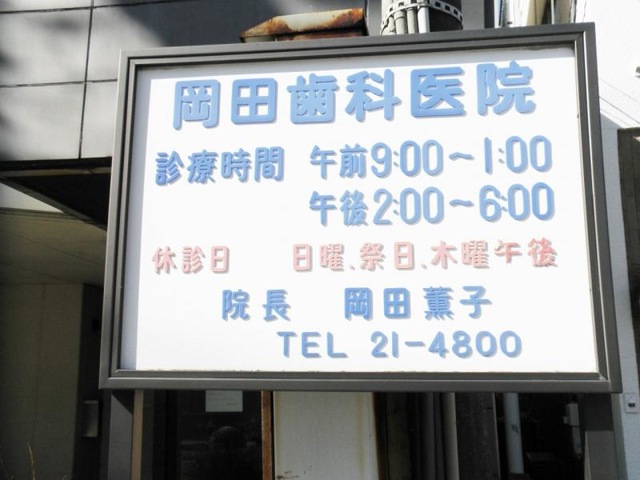 岡田歯科医院
診療時間 午前9:00～1:00
午後2:00～6:00
休診日 日曜、祭日、木曜午後
院長 岡田薫子
TEL 21-4800